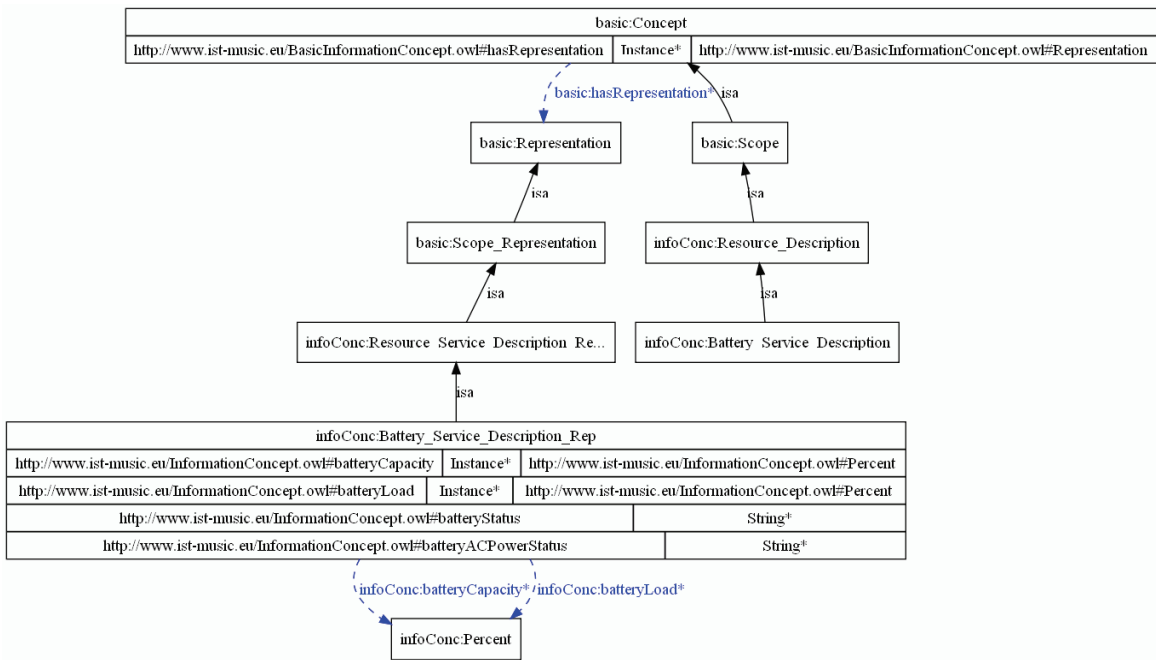 basic:Concept
http://www.ist-music.eu/BasicInformationConcept.owl#hasRepresentation Instance* http://www.ist-music.eu/BasicInformationConcept.owl#Representation
basic:hasRepresentation* isa
basic:Representation basic:Scope
isa isa
basic:Scope_Representation infoConc:Resource_Description
isa isa
infoConc:Resource Service Description Re... infoConc:Battery Service Description
isa
infoConc:Battery_Service_Description_Rep
http://www.ist-music.eu/InformationConcept.owl#batteryCapacity Instance* http://www.ist-music.eu/InformationConcept.owl#Percent
http://www.ist-music.eu/InformationConcept.owl#batteryLoad Instance* http://www.ist-music.eu/InformationConcept.owl#Percent
http://www.ist-music.eu/InformationConcept.owl#batteryStatus String*
http://www.ist-music.eu/InformationConcept.owl#batteryACPowerStatus String*
infoConc:batteryCapacity* infoConc:batteryLoad*
infoConc:Percent